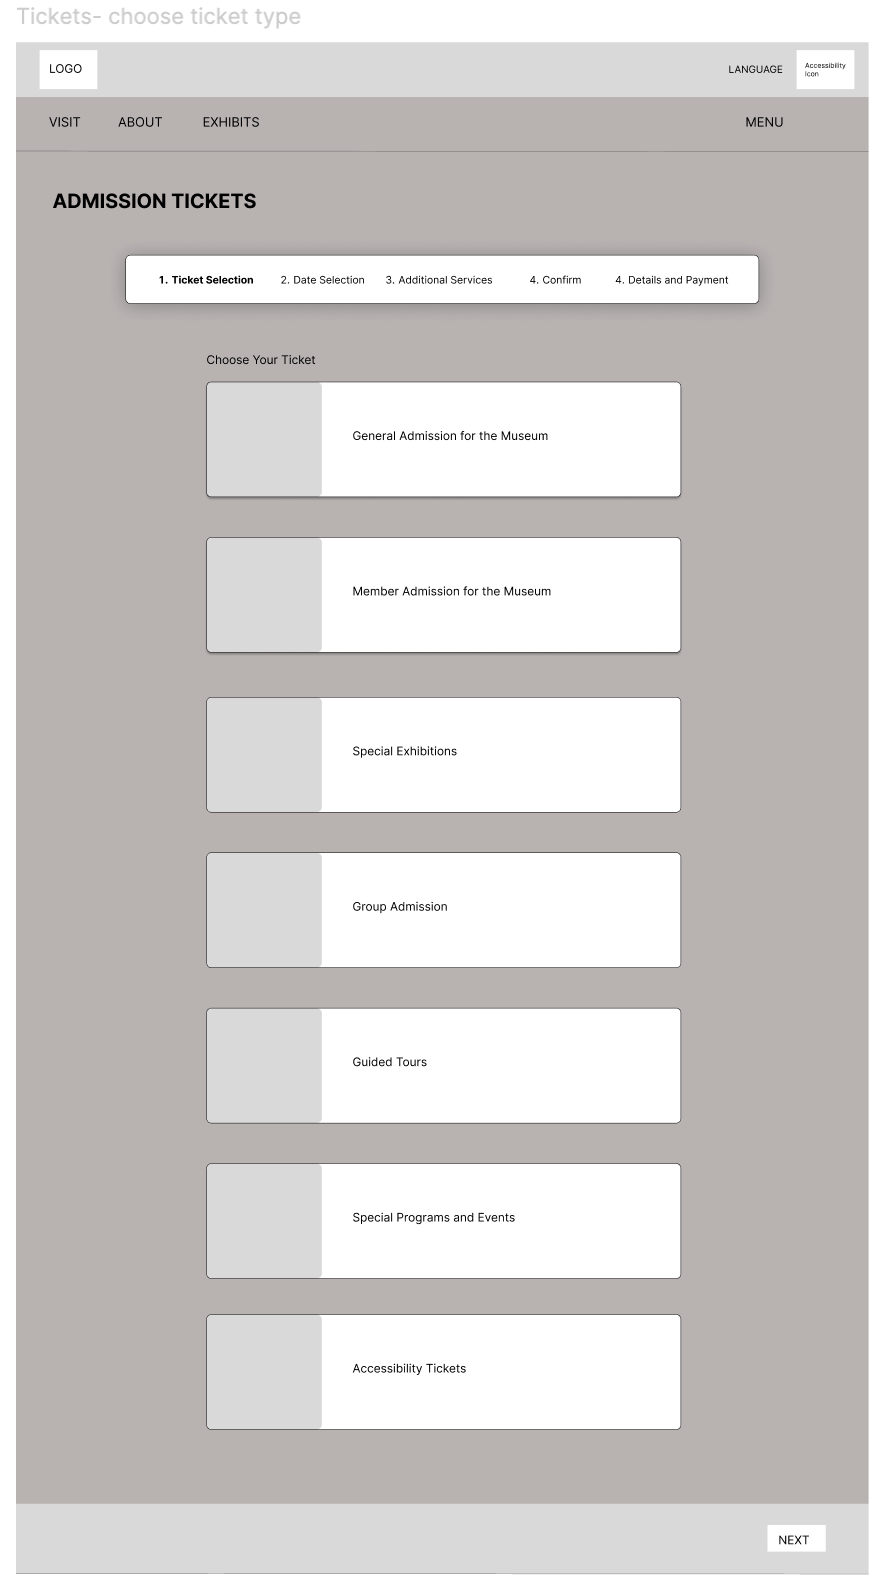 Tickets- choose ticket type
LOGO
LANGUAGE
Accessibility
Icon
VISIT ABOUT EXHIBITS MENU
ADMISSION TICKETS
1. Ticket Selection 2. Date Selection 3. Additional Services 4. Confirm 4. Details and Payment
Choose Your Ticket
General Admission for the Museum
Member Admission for the Museum
Special Exhibitions
Group Admission
Guided Tours
Special Programs and Events
Accessibility Tickets
NEXT